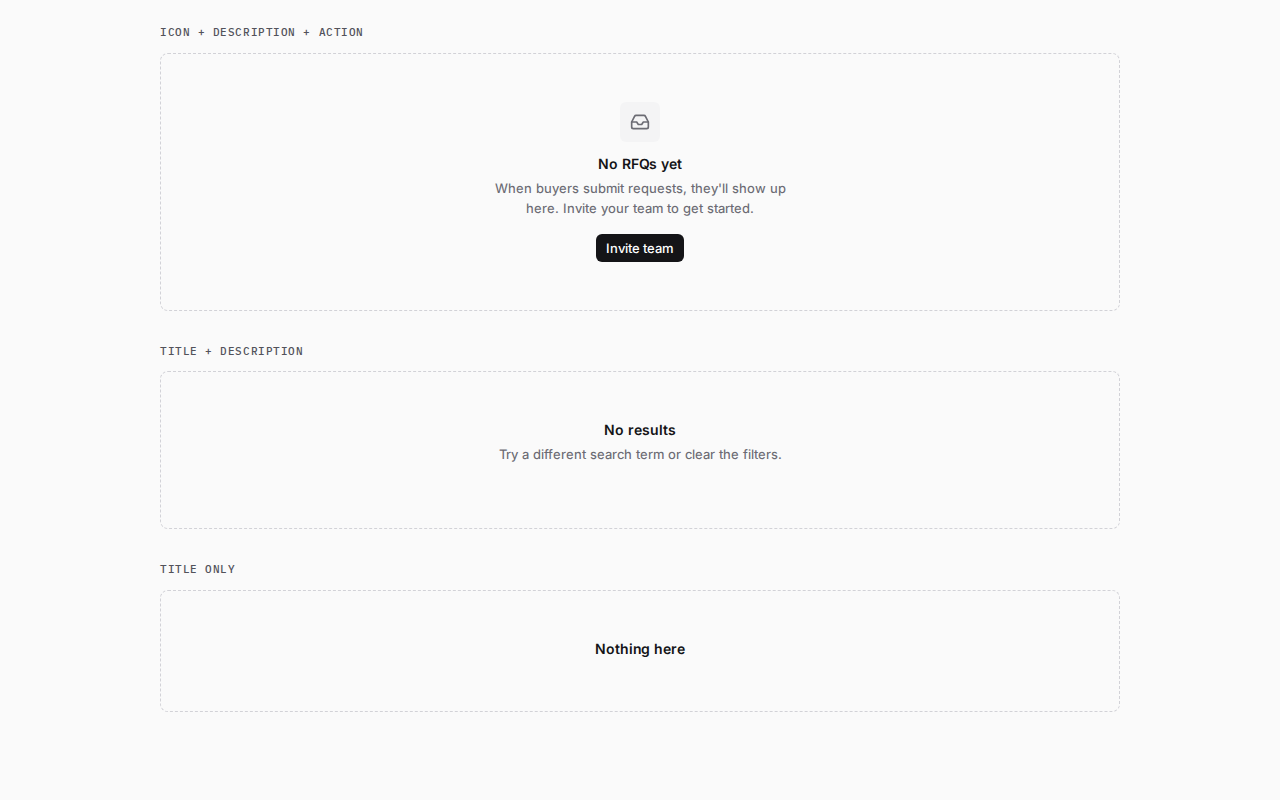 ICON + DESCRIPTION + ACTION
No RFQs yet
When buyers submit requests, they'll show up
here. Invite your team to get started.
Invite team
TITLE + DESCRIPTION
No results
Try a different search term or clear the filters.
TITLE ONLY
Nothing here